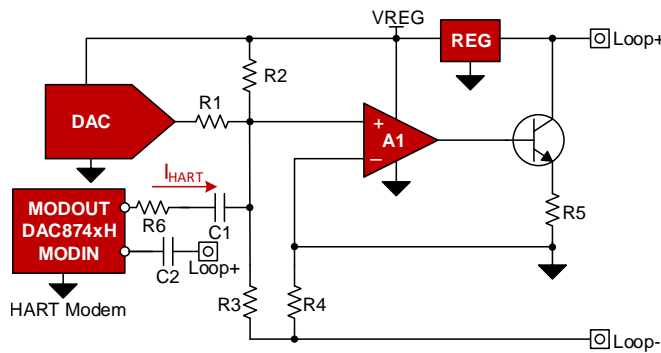 VREG
REG
Loop+
R2
R1
DAC
+
A1
−
IHART
MODOUT
DAC874xH
MODIN
R6
C1
R5
C2
Loop+
HART Modem
R3
R4
Loop-